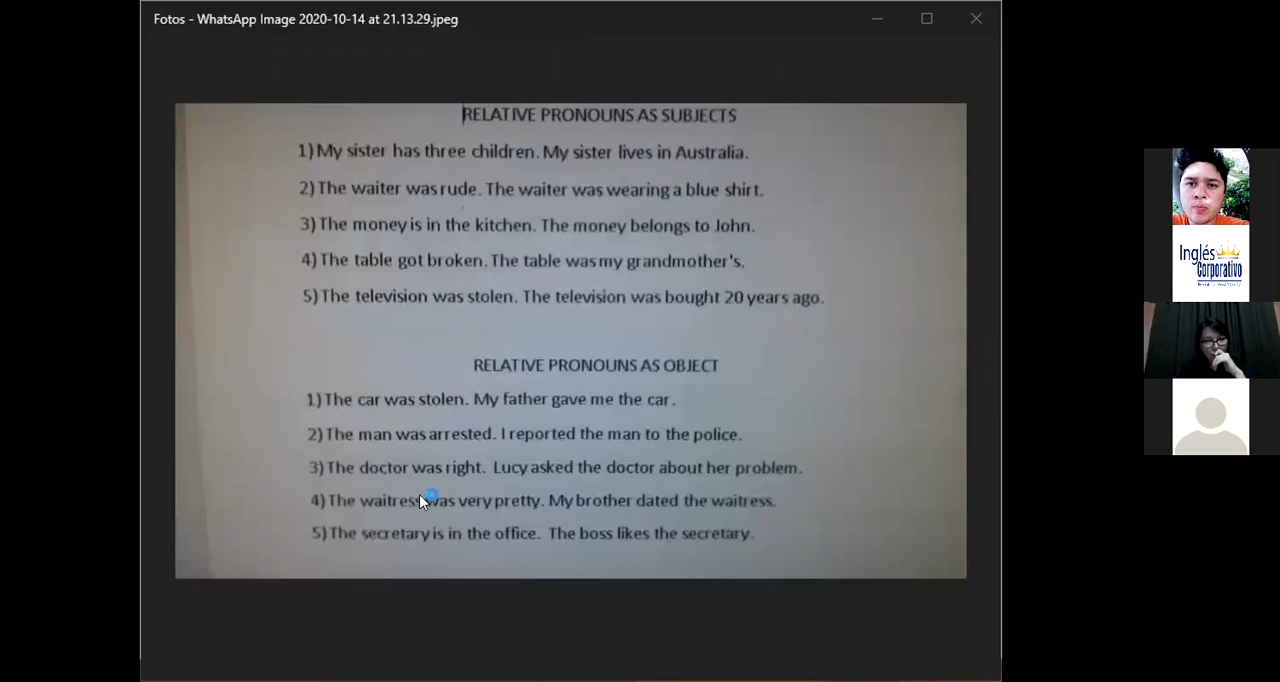 Fotos - WhatsApp Image 2020-10-14 at 21.13.29.jpeg
RELATIVE PRONOUNS AS SUBJECTS
1) My sister has three children. My sister lives in Australia.
2) The waiter was rude. The waiter was wearing a blue shirt.
3) The money is in the kitchen. The money belongs to John.
4) The table got broken. The table was my grandmother's.
5) The television was stolen. The television was bought 20 years ago.
RELATIVE PRONOUNS AS OBJECT
1) The car was stolen. My father gave me the car.
2) The man was arrested. I reported the man to the police.
3) The doctor was right. Lucy asked the doctor about her problem.
4) The waitress was very pretty. My brother dated the waitress.
5) The secretary is in the office. The boss likes the secretary.
Inglés
Corporativo